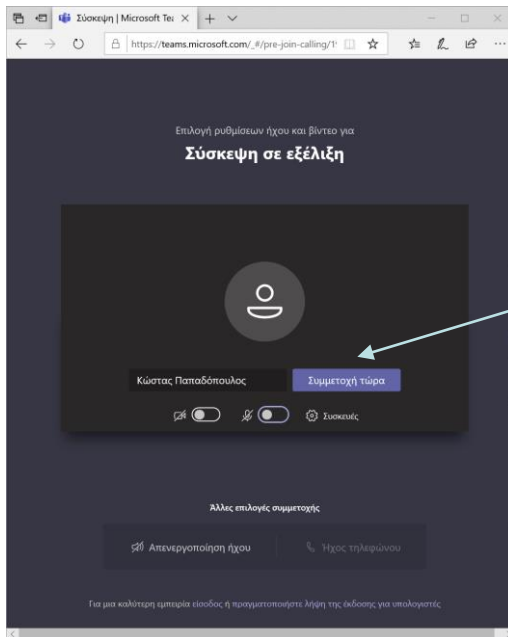 Σύσκεψη | Microsoft Tea
https://teams.microsoft.com/_#/pre-join-calling/1
Επιλογή ρυθμίσεων ήχου και βίντεο για
Σύσκεψη σε εξέλιξη
Κώστας Παπαδόπουλος
Συμμετοχή τώρα
Συσκευές
Άλλες επιλογές συμμετοχής
Απενεργοποίηση ήχου
Ήχος τηλεφώνου
Για μια καλύτερη εμπειρία είσοδος ή πραγματοποιήστε λήψη της έκδοσης για υπολογιστές